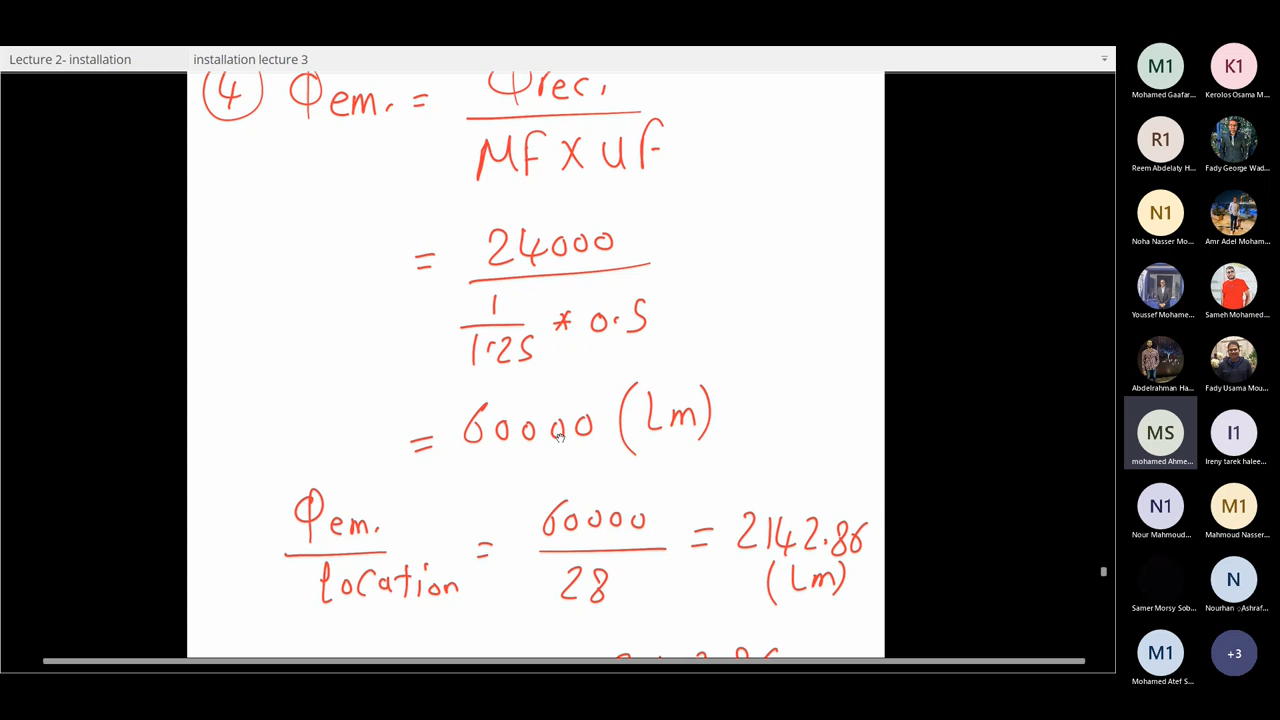 Lecture 2- installation
installation lecture 3
④ Φem. = Φrec. / MF X UF
= 24000 / (1/1.25 * 0.5)
= 60000 (Lm)
Φem. / location = 60000 / 28 = 2142.86 (Lm)
M1
Mohamed Gaafar...
K1
Kerolos Osama M...
R1
Reem Abdelaty H...
Fady George Wad...
N1
Noha Nasser Mo...
Amr Adel Moham...
Youssef Mohame...
Sameh Mohamed...
Abdelrahman Ha...
Fady Usama Mou...
MS
mohamed Ahme...
I1
Ireny tarek halee...
N1
Nour Mahmoud...
M1
Mahmoud Nasser...
Samer Morsy Sob...
N
Nourhan Ashraf...
M1
Mohamed Atef S...
+3